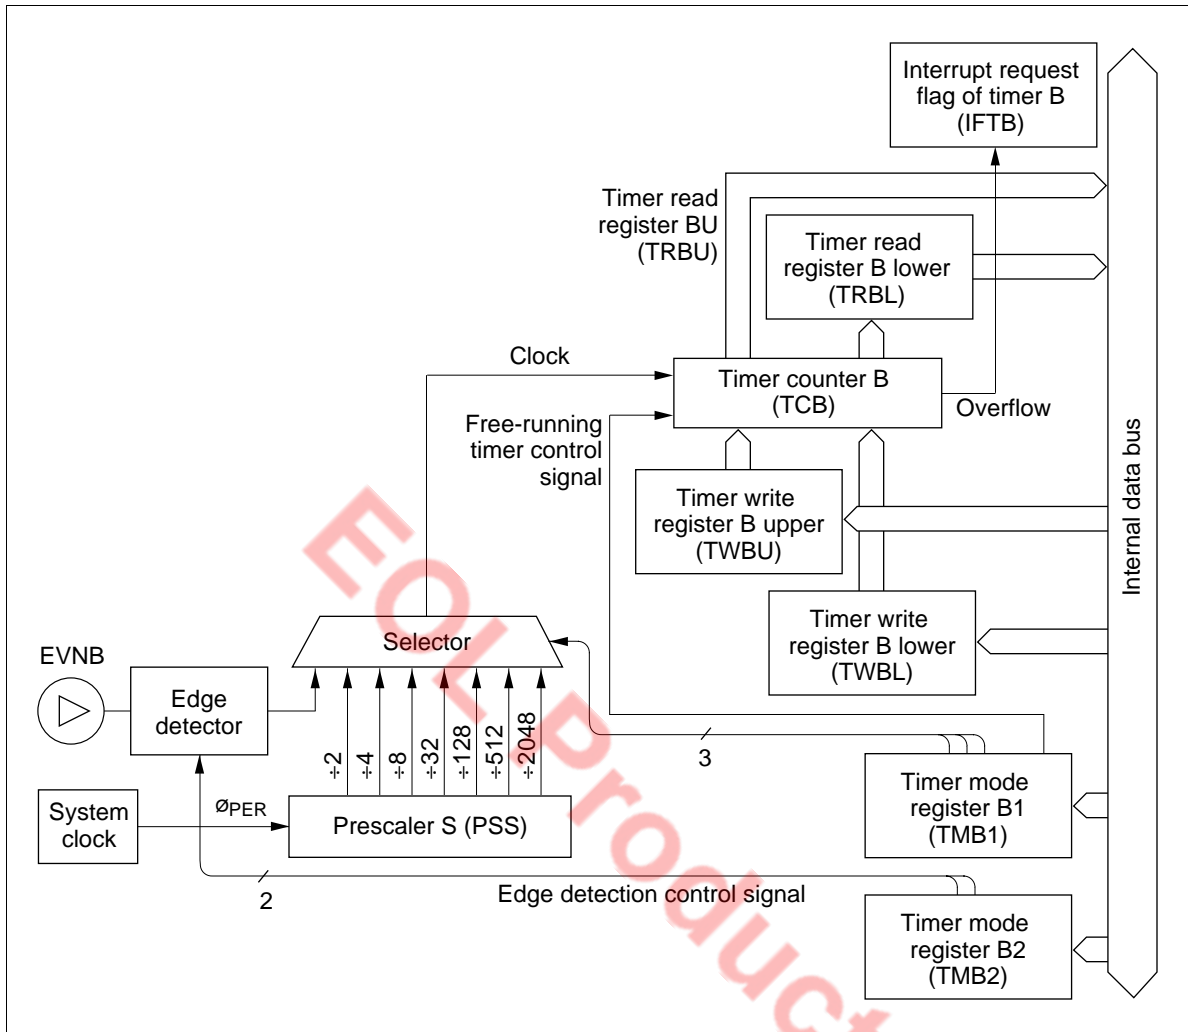 Interrupt request
flag of timer B
(IFTB)
Timer read
register BU
(TRBU)
Timer read
register B lower
(TRBL)
Clock
Timer counter B
(TCB)
Overflow
Free-running
timer control
signal
Timer write
register B upper
(TWBU)
Internal data bus
Timer write
register B lower
(TWBL)
Selector
EVNB
Edge
detector
÷2
÷4
÷8
÷32
÷128
÷512
÷2048
3
System
clock
øPER
Prescaler S (PSS)
Timer mode
register B1
(TMB1)
2
Edge detection control signal
Timer mode
register B2
(TMB2)
EOL Product